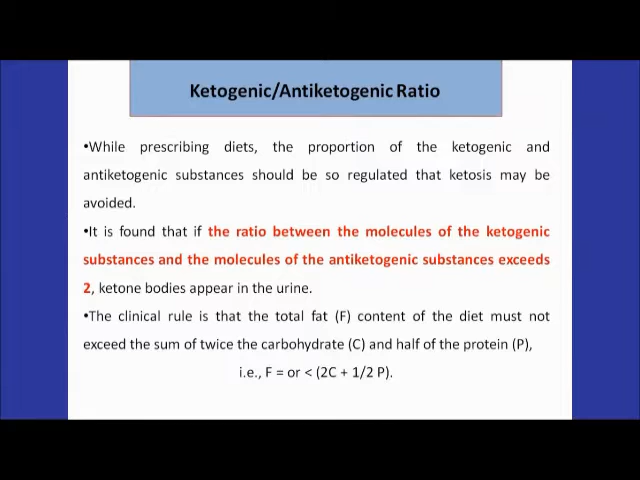 Ketogenic/Antiketogenic Ratio
•While prescribing diets, the proportion of the ketogenic and
antiketogenic substances should be so regulated that ketosis may be
avoided.
•It is found that if the ratio between the molecules of the ketogenic
substances and the molecules of the antiketogenic substances exceeds
2, ketone bodies appear in the urine.
•The clinical rule is that the total fat (F) content of the diet must not
exceed the sum of twice the carbohydrate (C) and half of the protein (P),
i.e., F = or < (2C + 1/2 P).